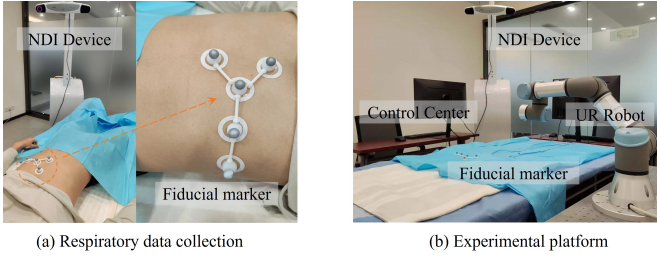 NDI Device
Fiducial marker
(a) Respiratory data collection
NDI Device
Control Center
UR Robot
Fiducial marker
(b) Experimental platform